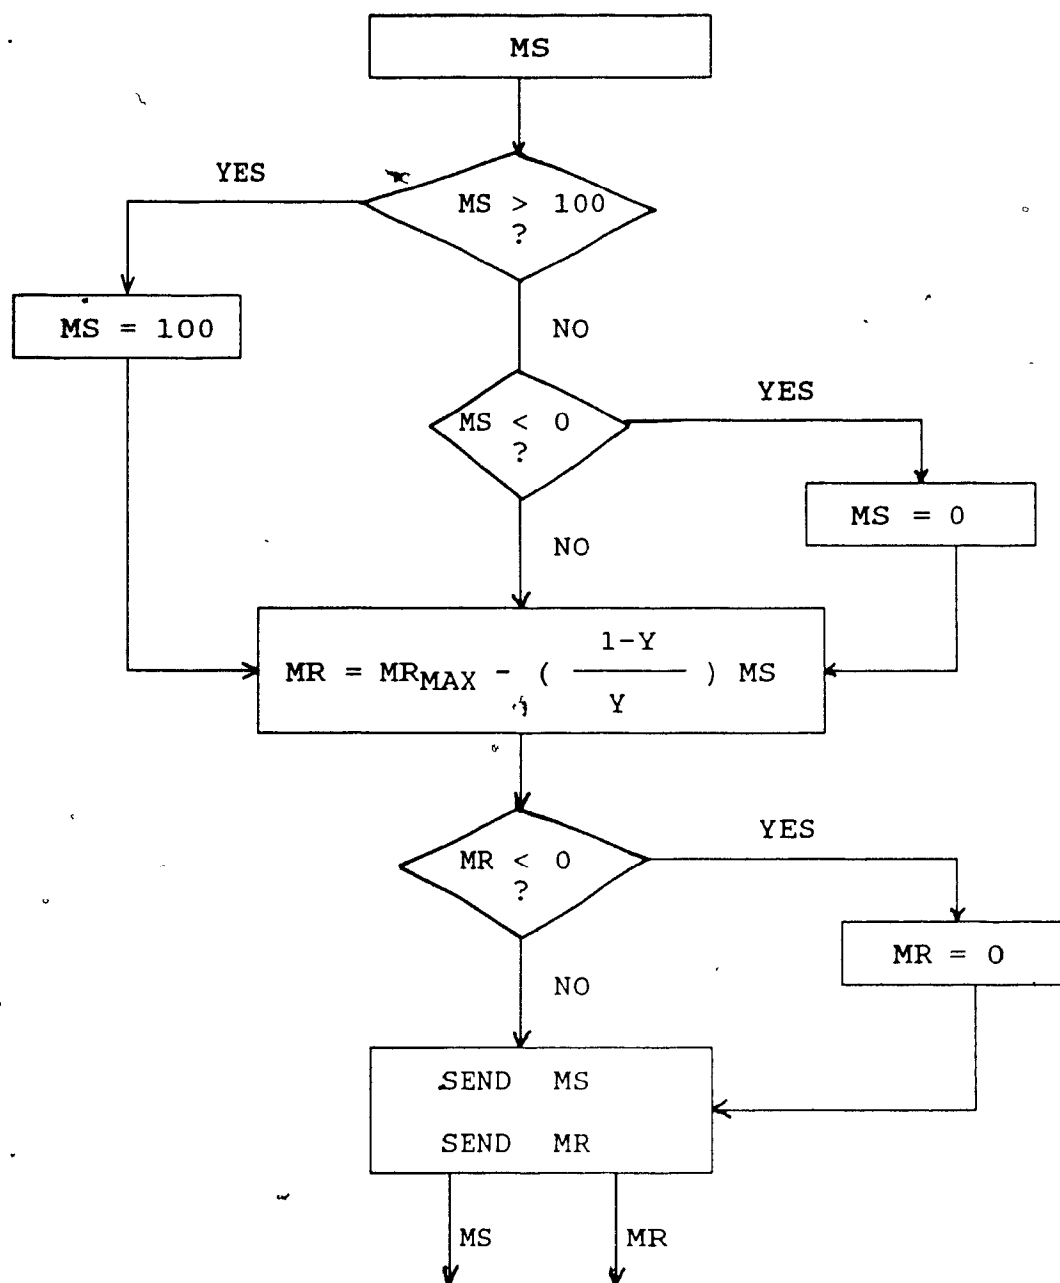 MS
YES
MS > 100
?
MS = 100
NO
YES
MS < 0
?
MS = 0
NO
MR = MR_MAX - ( 1-Y / Y ) MS
YES
MR < 0
?
MR = 0
NO
SEND MS
SEND MR
MS
MR